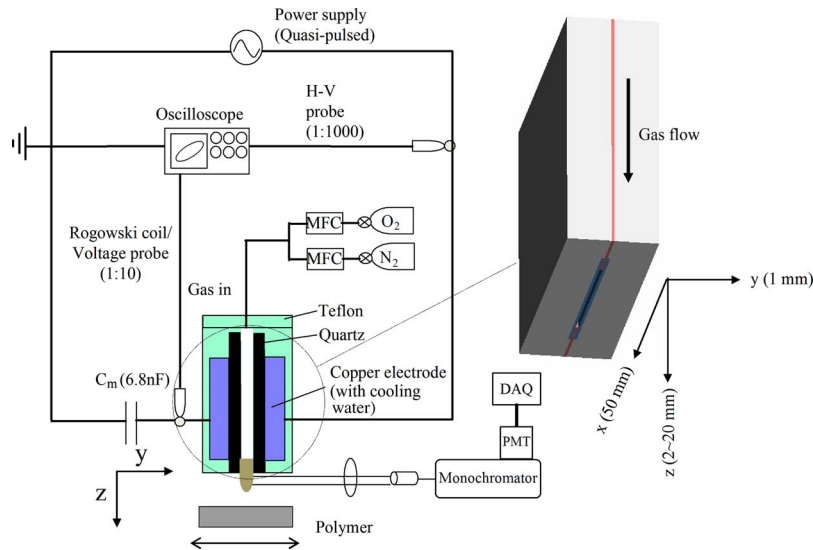 Power supply
(Quasi-pulsed)
H-V
probe
(1:1000)
Oscilloscope
Gas flow
MFC
O2
MFC
N2
Rogowski coil/
Voltage probe
(1:10)
Gas in
Teflon
Quartz
y (1 mm)
Copper electrode
(with cooling
water)
Cm (6.8nF)
DAQ
x (50 mm)
z (2~20 mm)
PMT
y
Monochromator
z
Polymer